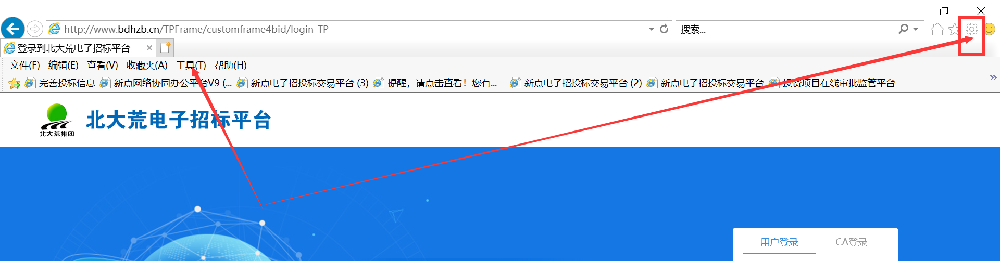 http://www.bdhzb.cn/TPFrame/customframe4bid/login_TP
搜索...
登录到北大荒电子招标平台
文件(F) 编辑(E) 查看(V) 收藏夹(A) 工具(T) 帮助(H)
完善投标信息 新点网络协同办公平台V9 (... 新点电子招投标交易平台 (3) 提醒，请点击查看！您有... 新点电子招投标交易平台 (2) 新点电子招投标交易平台 投资项目在线审批监管平台
北大荒集团
北大荒电子招标平台
用户登录 CA登录